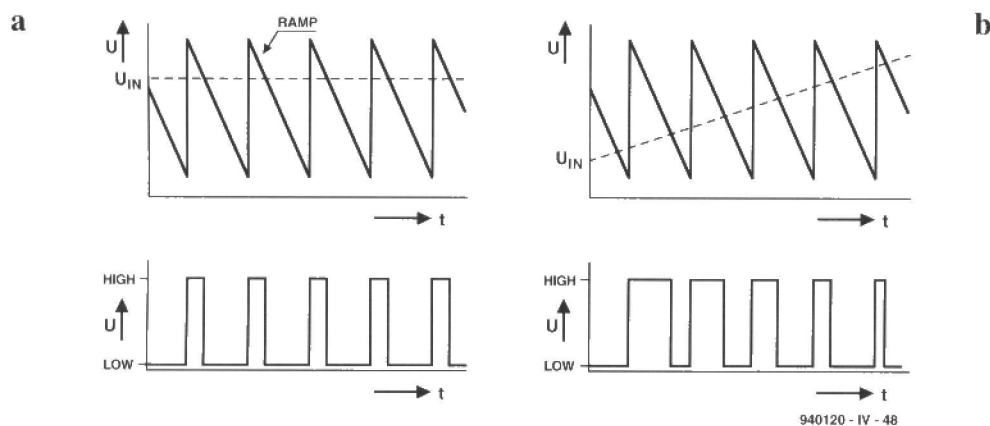 a
b
U
RAMP
U_IN
t
U
U_IN
t
HIGH
U
LOW
t
HIGH
U
LOW
t
940120 - IV - 48